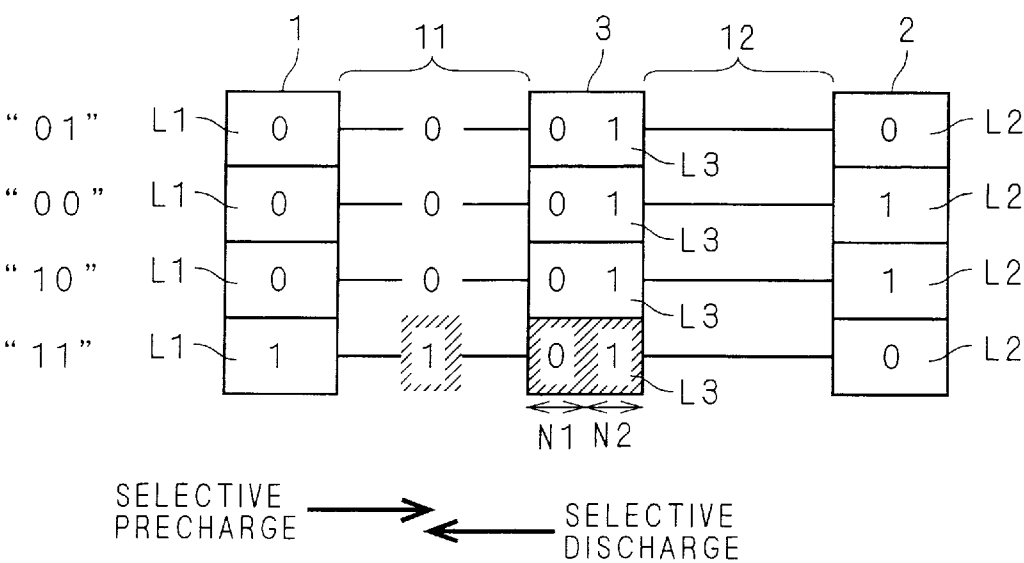 1 11 3 12 2
"01" L1 0 0 0 1 L3 0 L2
"00" L1 0 0 0 1 L3 1 L2
"10" L1 0 0 0 1 L3 1 L2
"11" L1 1 1 0 1 L3 0 L2
N1 N2
SELECTIVE
PRECHARGE
SELECTIVE
DISCHARGE